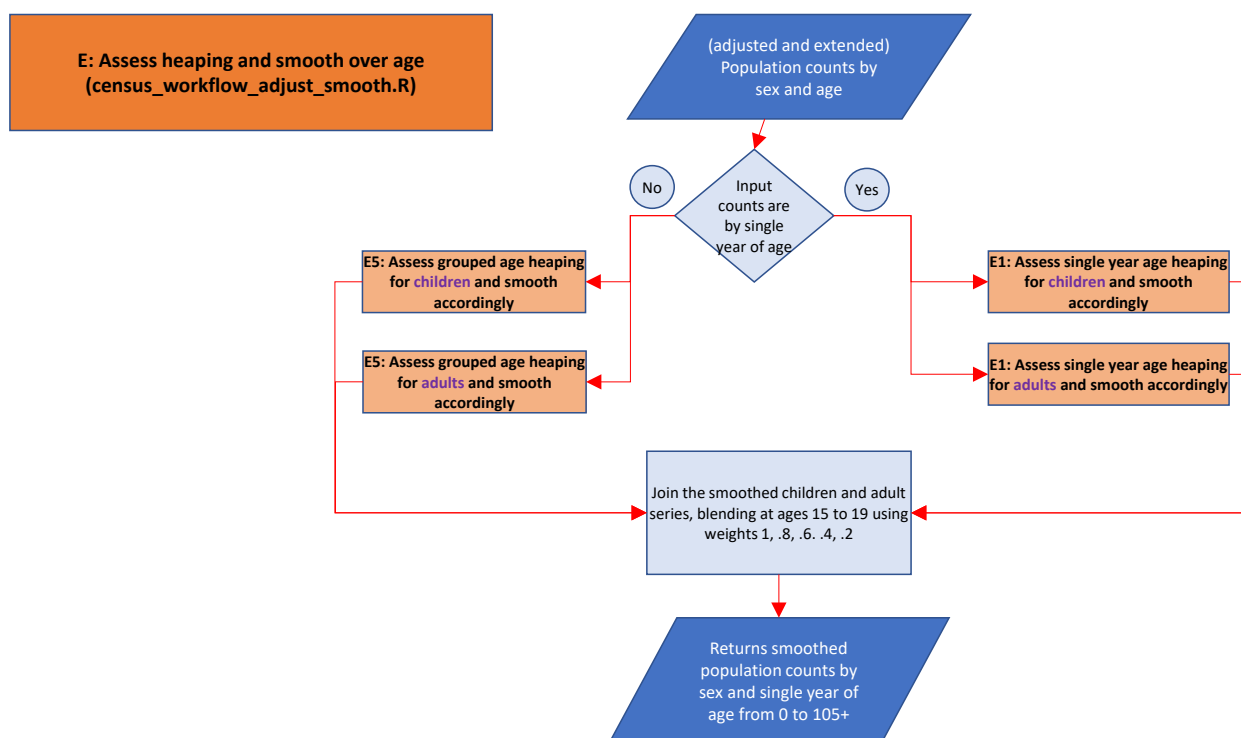 E: Assess heaping and smooth over age
(census_workflow_adjust_smooth.R)
(adjusted and extended)
Population counts by
sex and age
No
Input
counts are
by single
year of age
Yes
E5: Assess grouped age heaping
for children and smooth
accordingly
E1: Assess single year age heaping
for children and smooth
accordingly
E5: Assess grouped age heaping
for adults and smooth
accordingly
E1: Assess single year age heaping
for adults and smooth accordingly
Join the smoothed children and adult
series, blending at ages 15 to 19 using
weights 1, .8, .6. .4, .2
Returns smoothed
population counts by
sex and single year of
age from 0 to 105+